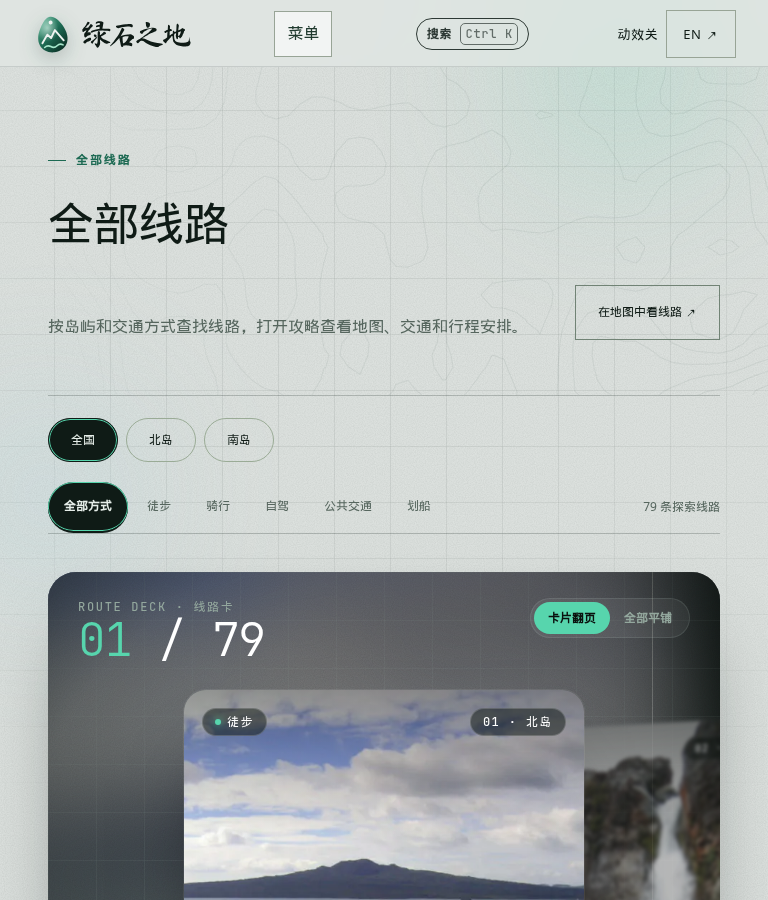 绿石之地
菜单
搜索 Ctrl K
动效关
EN ↗
全部线路
全部线路
按岛屿和交通方式查找线路，打开攻略查看地图、交通和行程安排。
在地图中看线路 ↗
全国 北岛 南岛
全部方式 徒步 骑行 自驾 公共交通 划船
79 条探索线路
ROUTE DECK · 线路卡
01 / 79
卡片翻页 全部平铺
徒步
01 · 北岛